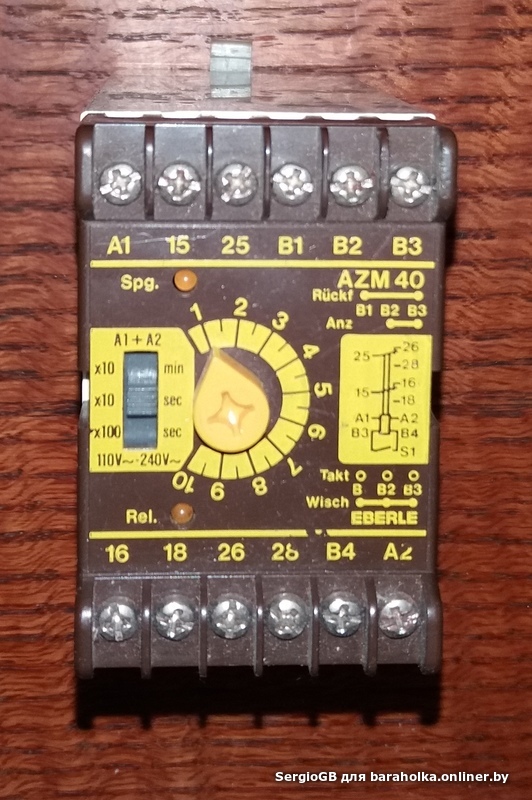 A1 15 25 B1 B2 B3
Spg.
AZM 40
Rückf
B1 B2 B3
Anz
A1 + A2
x10 min
x10 sec
x100 sec
110V~-240V~
1 2 3 4 5 6 7 8 9 10
25 26
28
15 16
18
A1 A2
B3 B4
S1
Takt
B B2 B3
Wisch
EBERLE
Rel.
16 18 26 28 B4 A2
SergioGB для baraholka.onliner.by